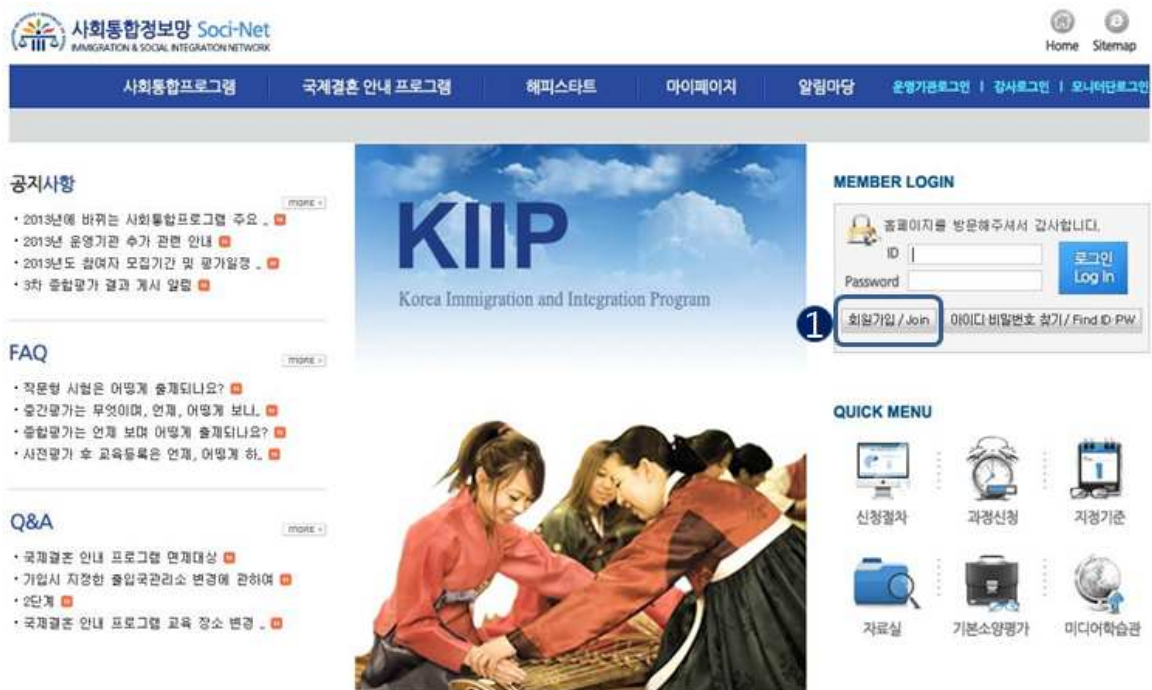 사회통합정보망 Soci-Net
IMMIGRATION & SOCIAL INTEGRATION NETWORK
Home Sitemap
사회통합프로그램 국제결혼 안내 프로그램 해피스타트 마이페이지 알림마당 운영기관로그인 | 강사로그인 | 모니터단로그인
공지사항
more
• 2013년에 바뀌는 사회통합프로그램 주요 ..
• 2013년 운영기관 추가 관련 안내
• 2013년도 참여자 모집기간 및 평가일정 ..
• 3차 종합평가 결과 게시 알림
FAQ
more
• 작문형 시험은 어떻게 출제되나요?
• 중간평가는 무엇이며, 언제, 어떻게 보나..
• 종합평가는 언제 보며 어떻게 출제되나요?
• 사전평가 후 교육등록은 언제, 어떻게 하..
Q&A
more
• 국제결혼 안내 프로그램 면제대상
• 가입시 지정한 출입국관리소 변경에 관하여
• 2단계
• 국제결혼 안내 프로그램 교육 장소 변경 ..
KIIP
Korea Immigration and Integration Program
MEMBER LOGIN
홈페이지를 방문해주셔서 감사합니다.
ID
Password
로그인
Log In
1
회원가입 / Join
아이디·비밀번호 찾기 / Find ID·PW
QUICK MENU
신청절차 과정신청 지정기준
자료실 기본소양평가 미디어학습관